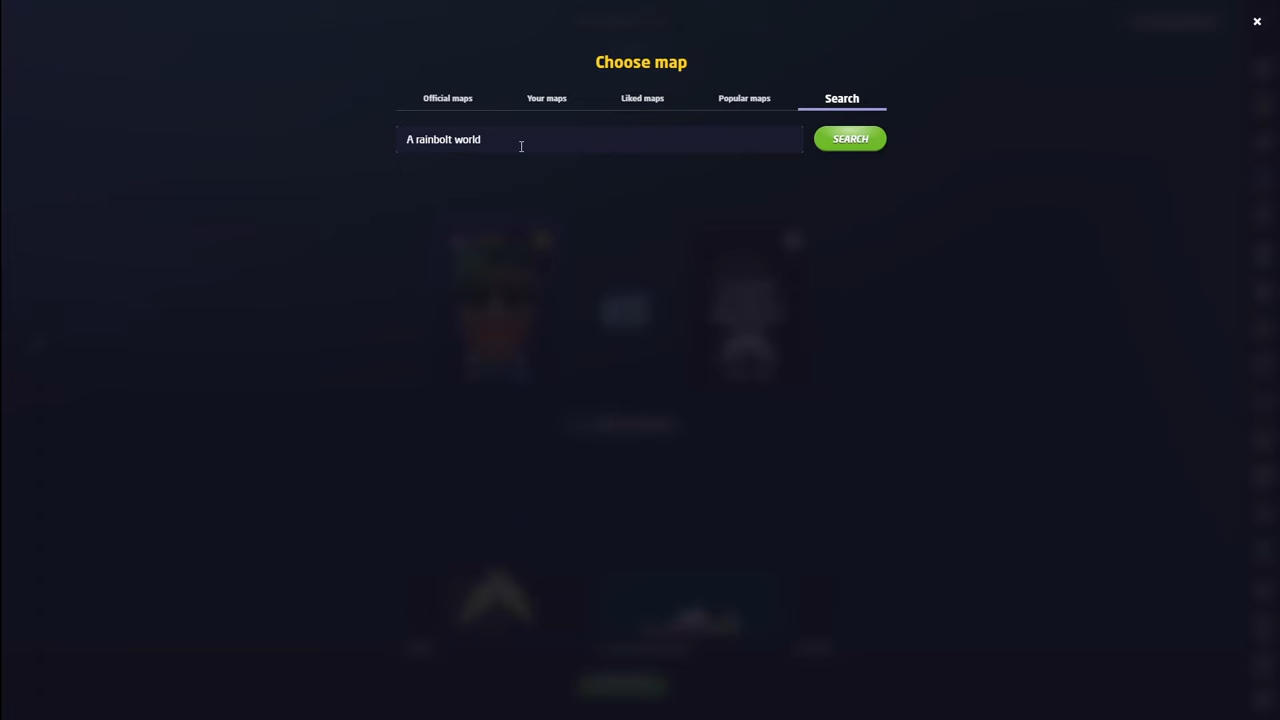 Choose map
Official maps
Your maps
Liked maps
Popular maps
Search
A rainbolt world
SEARCH